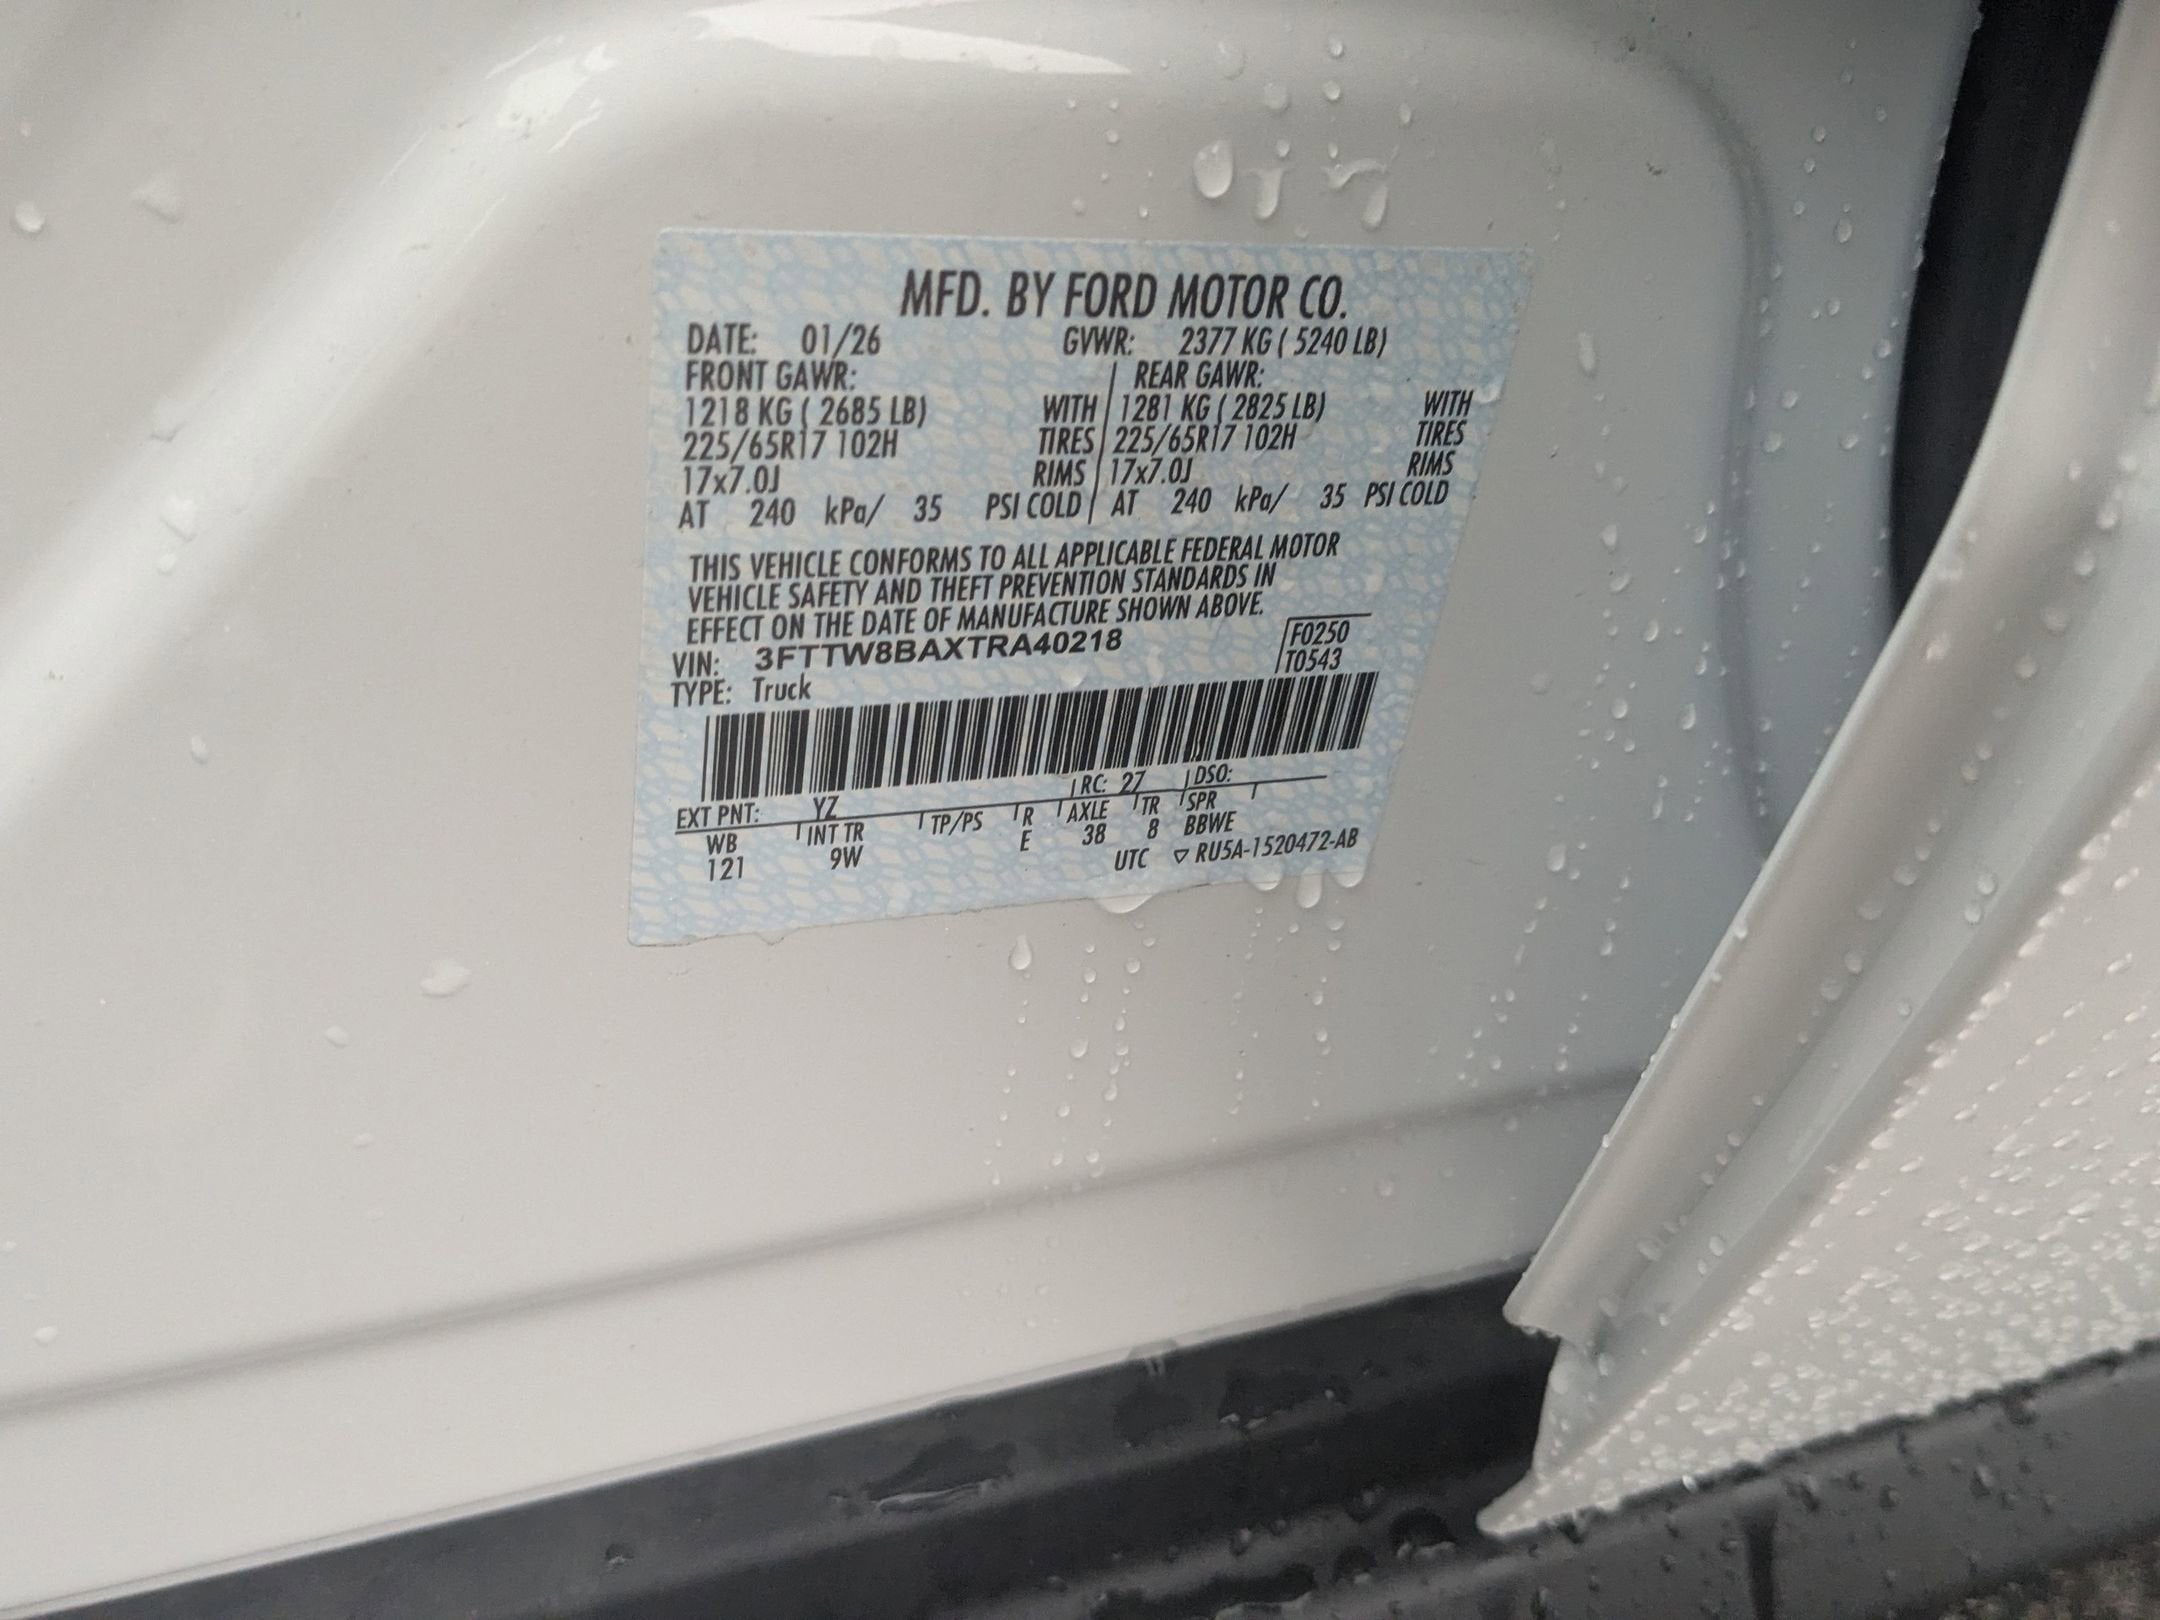 MFD. BY FORD MOTOR CO.
DATE: 01/26 GVWR: 2377 KG ( 5240 LB)
FRONT GAWR: REAR GAWR:
1218 KG ( 2685 LB) WITH 1281 KG ( 2825 LB) WITH
225/65R17 102H TIRES 225/65R17 102H TIRES
17x7.0J RIMS 17x7.0J RIMS
AT 240 kPa/ 35 PSI COLD AT 240 kPa/ 35 PSI COLD
THIS VEHICLE CONFORMS TO ALL APPLICABLE FEDERAL MOTOR
VEHICLE SAFETY AND THEFT PREVENTION STANDARDS IN
EFFECT ON THE DATE OF MANUFACTURE SHOWN ABOVE.
VIN: 3FTTW8BAXTRA40218 F0250
TYPE: Truck T0543
EXT PNT: YZ RC: 27 DSO:
WB INT TR TP/PS R AXLE TR SPR
121 9W E 38 8 BBWE
UTC ▽ RU5A-1520472-AB